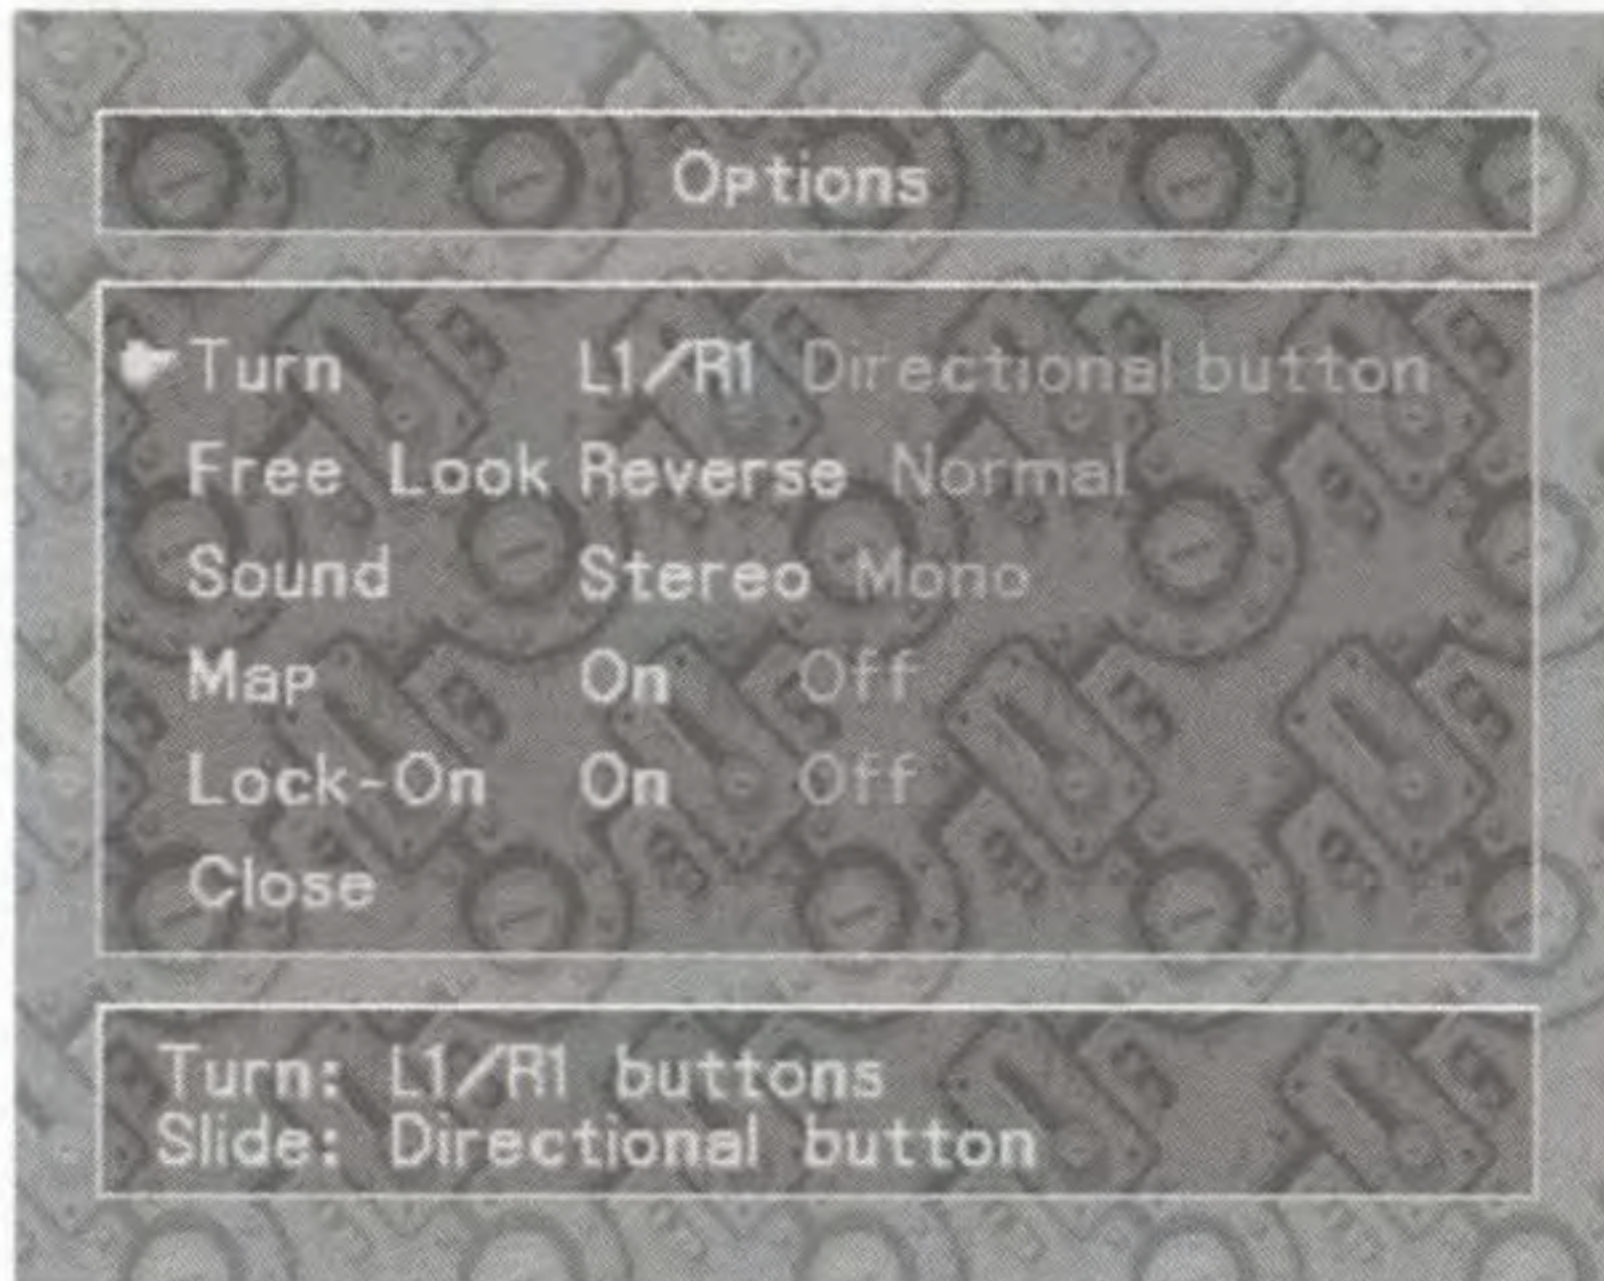 Options
Turn L1/R1 Directional button
Free Look Reverse Normal
Sound Stereo Mono
Map On Off
Lock-On On Off
Close
Turn: L1/R1 buttons
Slide: Directional button